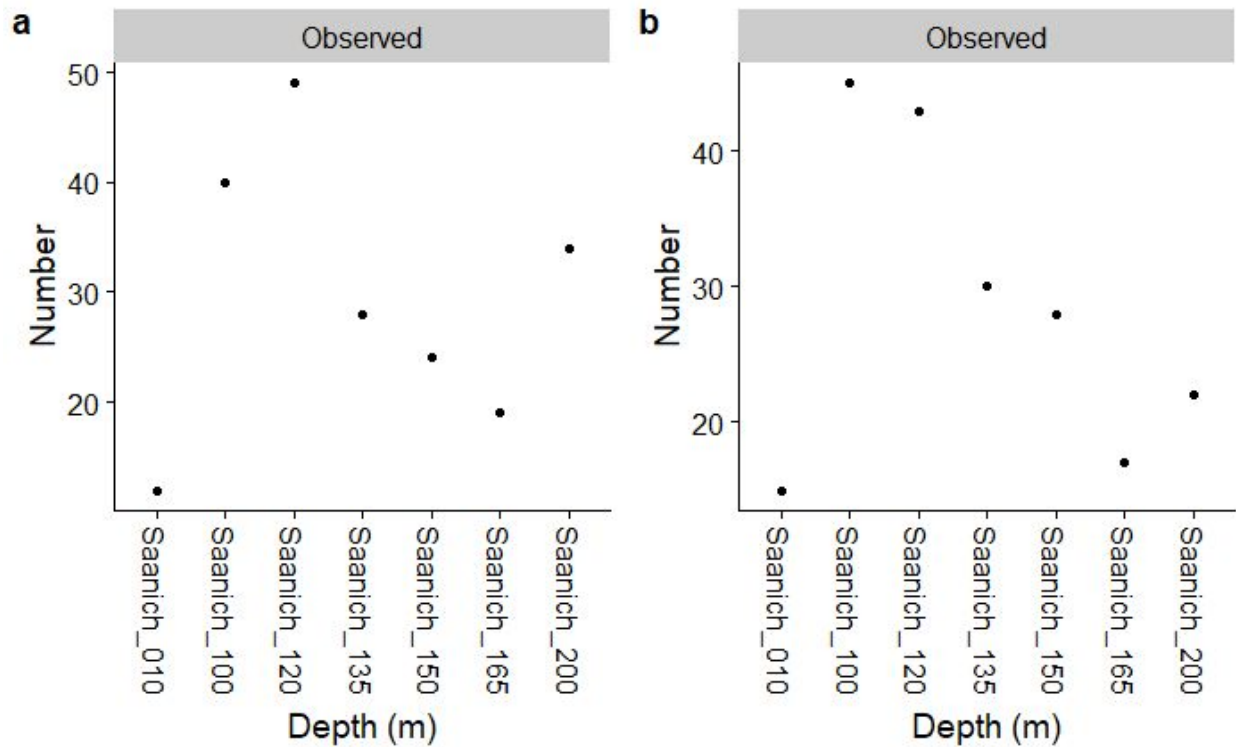 a
Observed
50
40
30
20
Number
Saanich_010
Saanich_100
Saanich_120
Saanich_135
Saanich_150
Saanich_165
Saanich_200
Depth (m)
b
Observed
40
30
20
Number
Saanich_010
Saanich_100
Saanich_120
Saanich_135
Saanich_150
Saanich_165
Saanich_200
Depth (m)